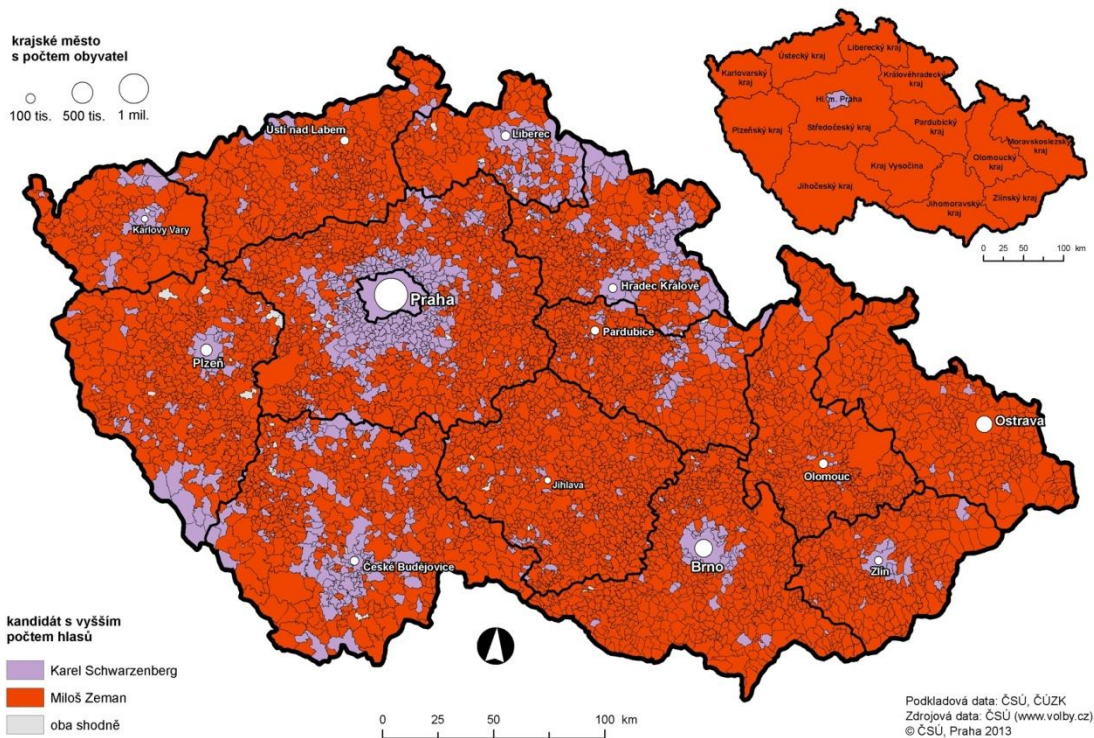 krajské město
s počtem obyvatel
100 tis.
500 tis.
1 mil.
Ústí nad Labem
Liberec
Karlovy Vary
Praha
Hradec Králové
Pardubice
Plzeň
Ostrava
Olomouc
Jihlava
České Budějovice
Brno
Zlín
Karlovarský
kraj
Ústecký kraj
Liberecký kraj
Královéhradecký
kraj
Hl. m. Praha
Plzeňský kraj
Středočeský kraj
Pardubický
kraj
Moravskoslezský
kraj
Olomoucký
kraj
Kraj Vysočina
Jihočeský kraj
Jihomoravský
kraj
Zlínský kraj
0 25 50 100 km
kandidát s vyšším
počtem hlasů
Karel Schwarzenberg
Miloš Zeman
oba shodně
0 25 50 100 km
Podkladová data: ČSÚ, ČÚZK
Zdrojová data: ČSÚ (www.volby.cz)
© ČSÚ, Praha 2013